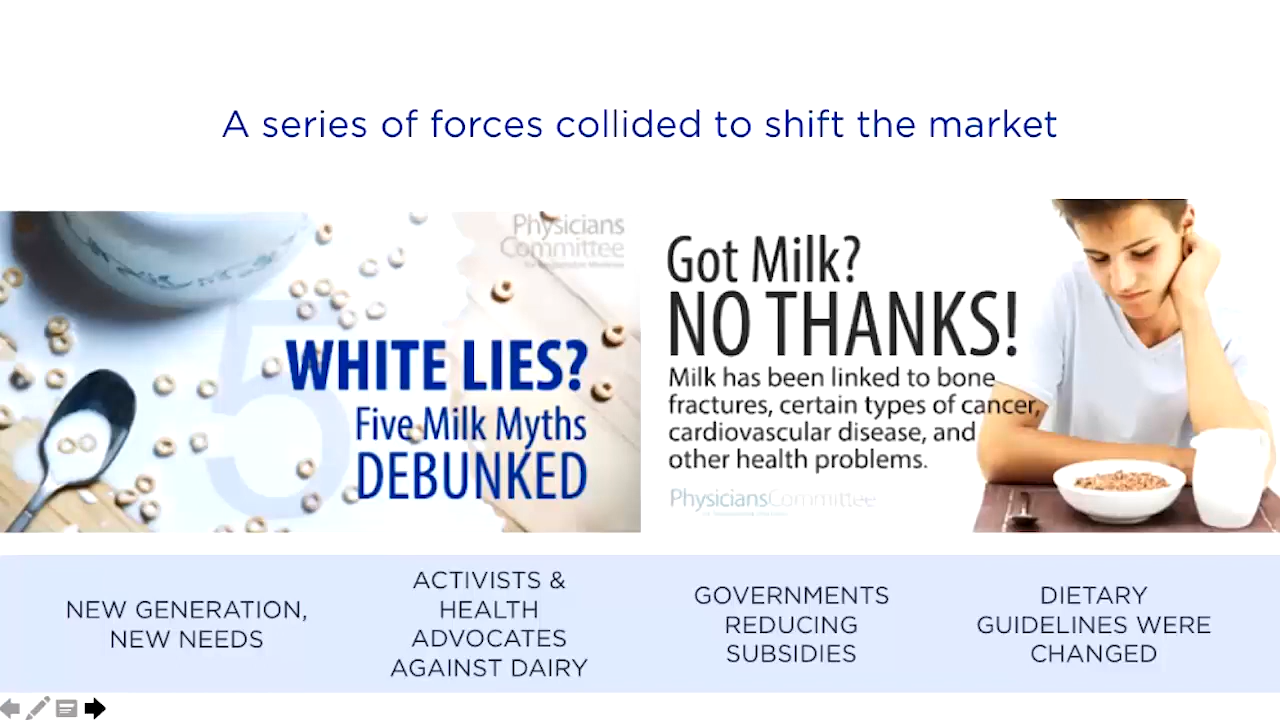 A series of forces collided to shift the market
Physicians
Committee
5
WHITE LIES?
Five Milk Myths
DEBUNKED
Got Milk?
NO THANKS!
Milk has been linked to bone
fractures, certain types of cancer,
cardiovascular disease, and
other health problems.
PhysiciansCommittee
NEW GENERATION,
NEW NEEDS
ACTIVISTS &
HEALTH
ADVOCATES
AGAINST DAIRY
GOVERNMENTS
REDUCING
SUBSIDIES
DIETARY
GUIDELINES WERE
CHANGED